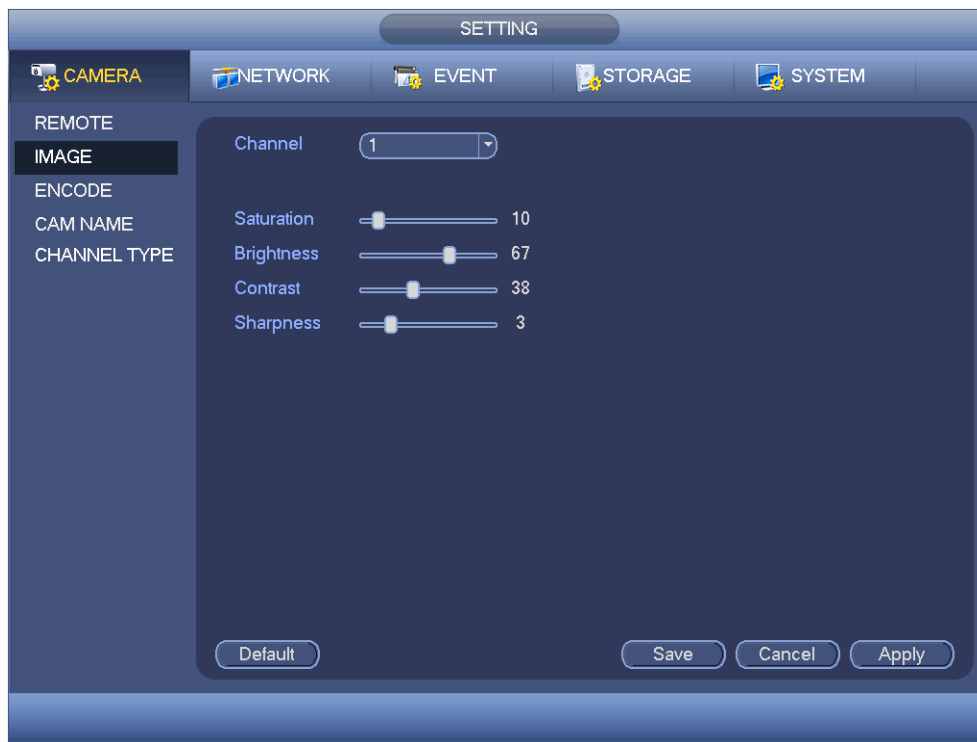 SETTING
CAMERA NETWORK EVENT STORAGE SYSTEM
REMOTE
IMAGE
ENCODE
CAM NAME
CHANNEL TYPE
Channel 1
Saturation 10
Brightness 67
Contrast 38
Sharpness 3
Default Save Cancel Apply